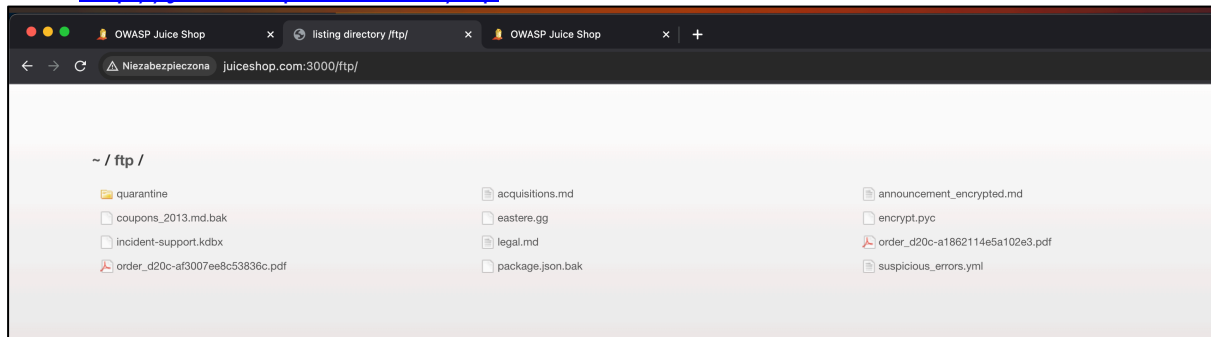 OWASP Juice Shop
listing directory /ftp/
OWASP Juice Shop
Niezabezpieczona juiceshop.com:3000/ftp/
~ / ftp /
quarantine acquisitions.md announcement_encrypted.md
coupons_2013.md.bak eastere.gg encrypt.pyc
incident-support.kdbx legal.md order_d20c-a1862114e5a102e3.pdf
order_d20c-af3007ee8c53836c.pdf package.json.bak suspicious_errors.yml